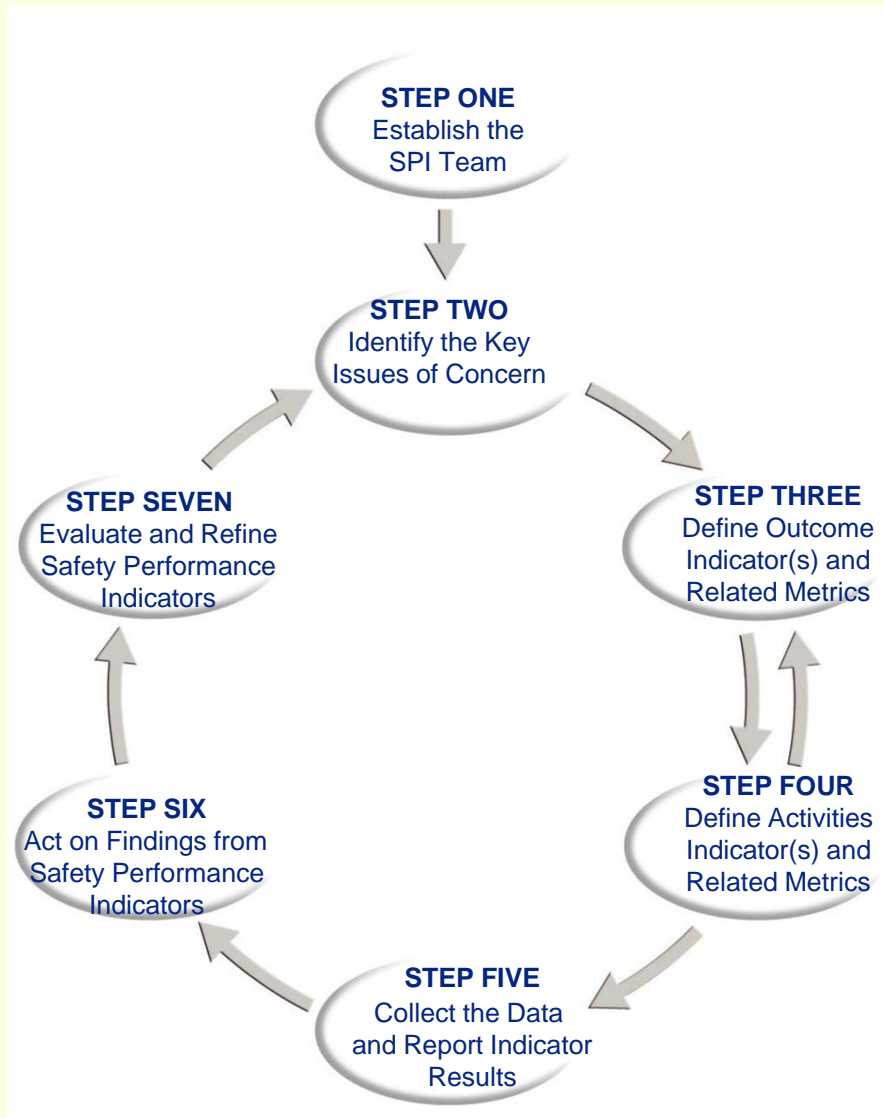 STEP ONE
Establish the
SPI Team
STEP TWO
Identify the Key
Issues of Concern
STEP THREE
Define Outcome
Indicator(s) and
Related Metrics
STEP FOUR
Define Activities
Indicator(s) and
Related Metrics
STEP FIVE
Collect the Data
and Report Indicator
Results
STEP SIX
Act on Findings from
Safety Performance
Indicators
STEP SEVEN
Evaluate and Refine
Safety Performance
Indicators